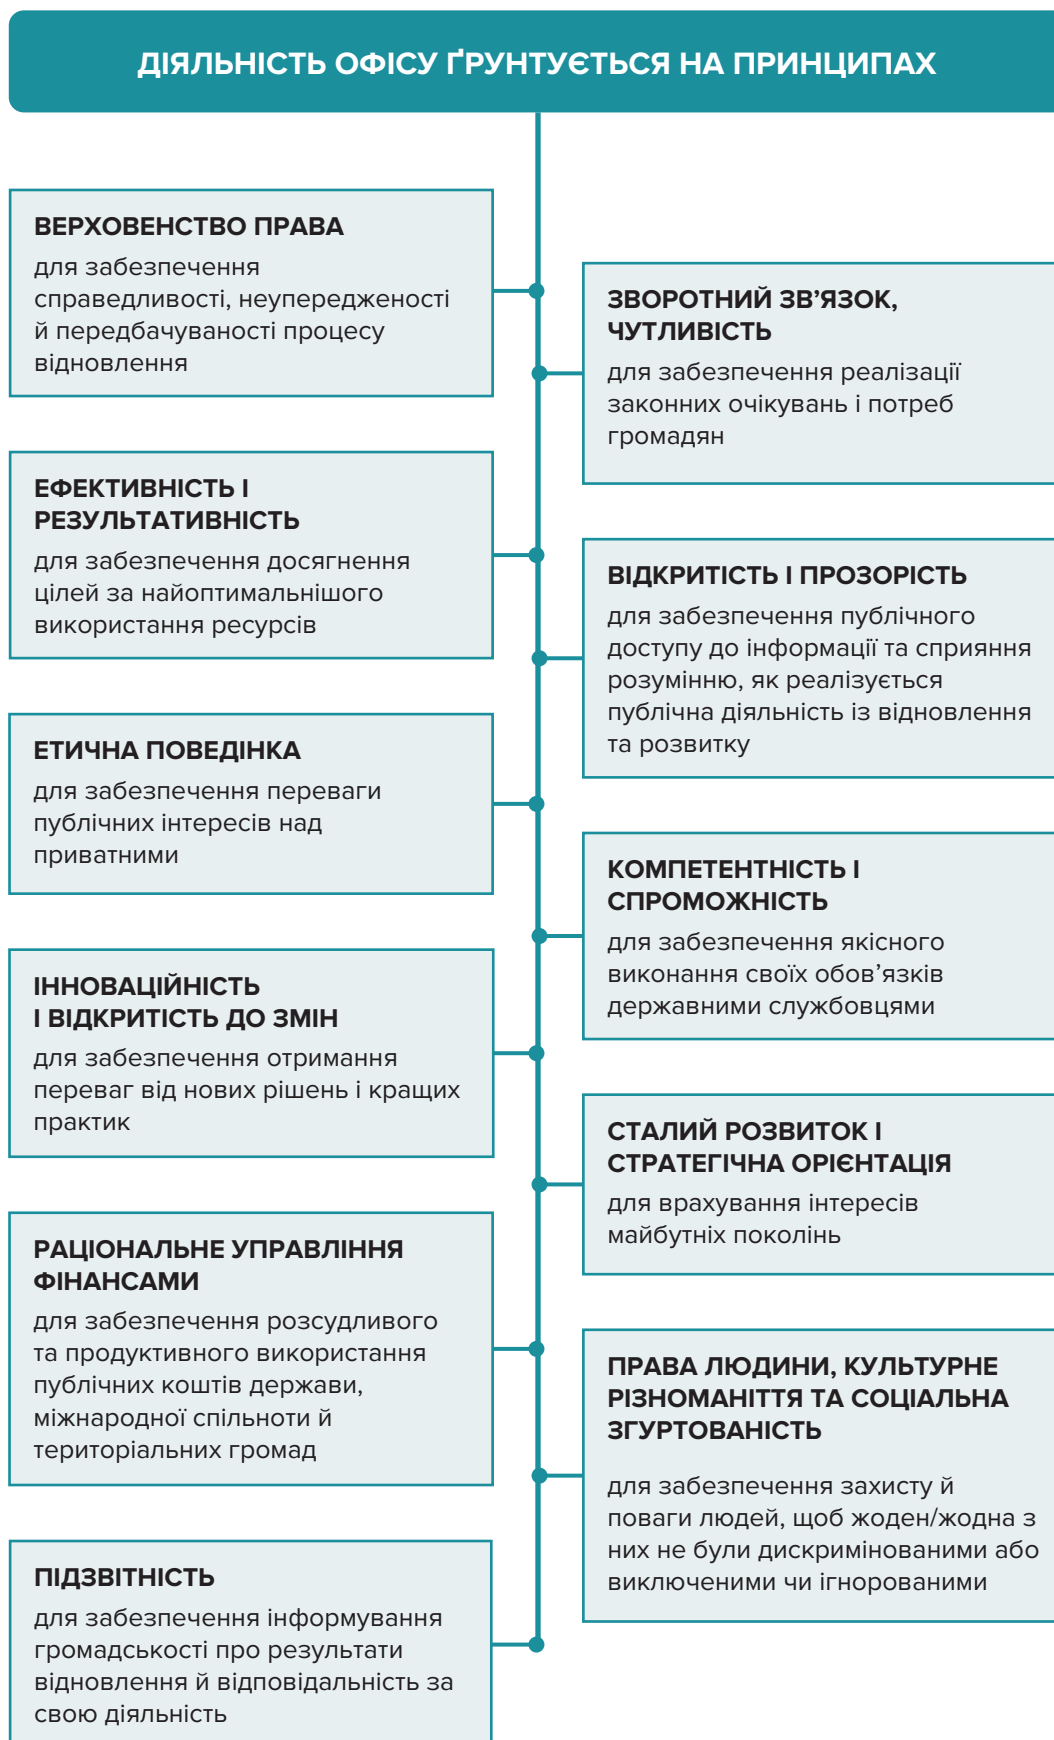 ДІЯЛЬНІСТЬ ОФІСУ ҐРУНТУЄТЬСЯ НА ПРИНЦИПАХ
ВЕРХОВЕНСТВО ПРАВА
для забезпечення
справедливості, неупередженості
й передбачуваності процесу
відновлення
ЗВОРОТНИЙ ЗВ’ЯЗОК,
ЧУТЛИВІСТЬ
для забезпечення реалізації
законних очікувань і потреб
громадян
ЕФЕКТИВНІСТЬ І
РЕЗУЛЬТАТИВНІСТЬ
для забезпечення досягнення
цілей за найоптимальнішого
використання ресурсів
ВІДКРИТІСТЬ І ПРОЗОРІСТЬ
для забезпечення публічного
доступу до інформації та сприяння
розумінню, як реалізується
публічна діяльність із відновлення
та розвитку
ЕТИЧНА ПОВЕДІНКА
для забезпечення переваги
публічних інтересів над
приватними
КОМПЕТЕНТНІСТЬ І
СПРОМОЖНІСТЬ
для забезпечення якісного
виконання своїх обов’язків
державними службовцями
ІННОВАЦІЙНІСТЬ
І ВІДКРИТІСТЬ ДО ЗМІН
для забезпечення отримання
переваг від нових рішень і кращих
практик
СТАЛИЙ РОЗВИТОК І
СТРАТЕГІЧНА ОРІЄНТАЦІЯ
для врахування інтересів
майбутніх поколінь
РАЦІОНАЛЬНЕ УПРАВЛІННЯ
ФІНАНСАМИ
для забезпечення розсудливого
та продуктивного використання
публічних коштів держави,
міжнародної спільноти й
територіальних громад
ПРАВА ЛЮДИНИ, КУЛЬТУРНЕ
РІЗНОМАНІТТЯ ТА СОЦІАЛЬНА
ЗГУРТОВАНІСТЬ
для забезпечення захисту й
поваги людей, щоб жоден/жодна з
них не були дискримінованими або
виключеними чи ігнорованими
ПІДЗВІТНІСТЬ
для забезпечення інформування
громадськості про результати
відновлення й відповідальність за
свою діяльність